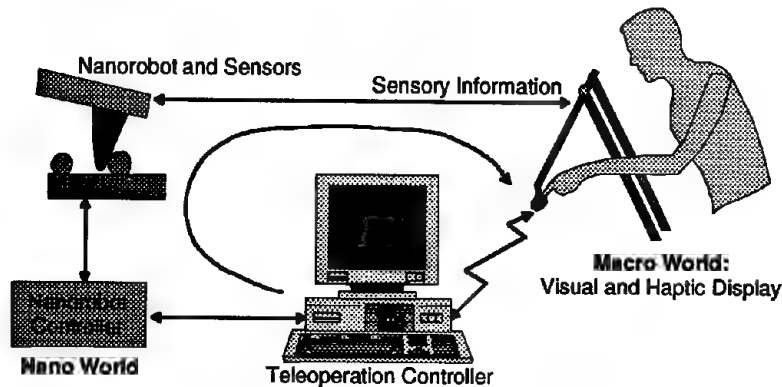 Nanorobot and Sensors
Sensory Information
Macro World:
Visual and Haptic Display
Nanorobot
Controller
Nano World
Teleoperation Controller